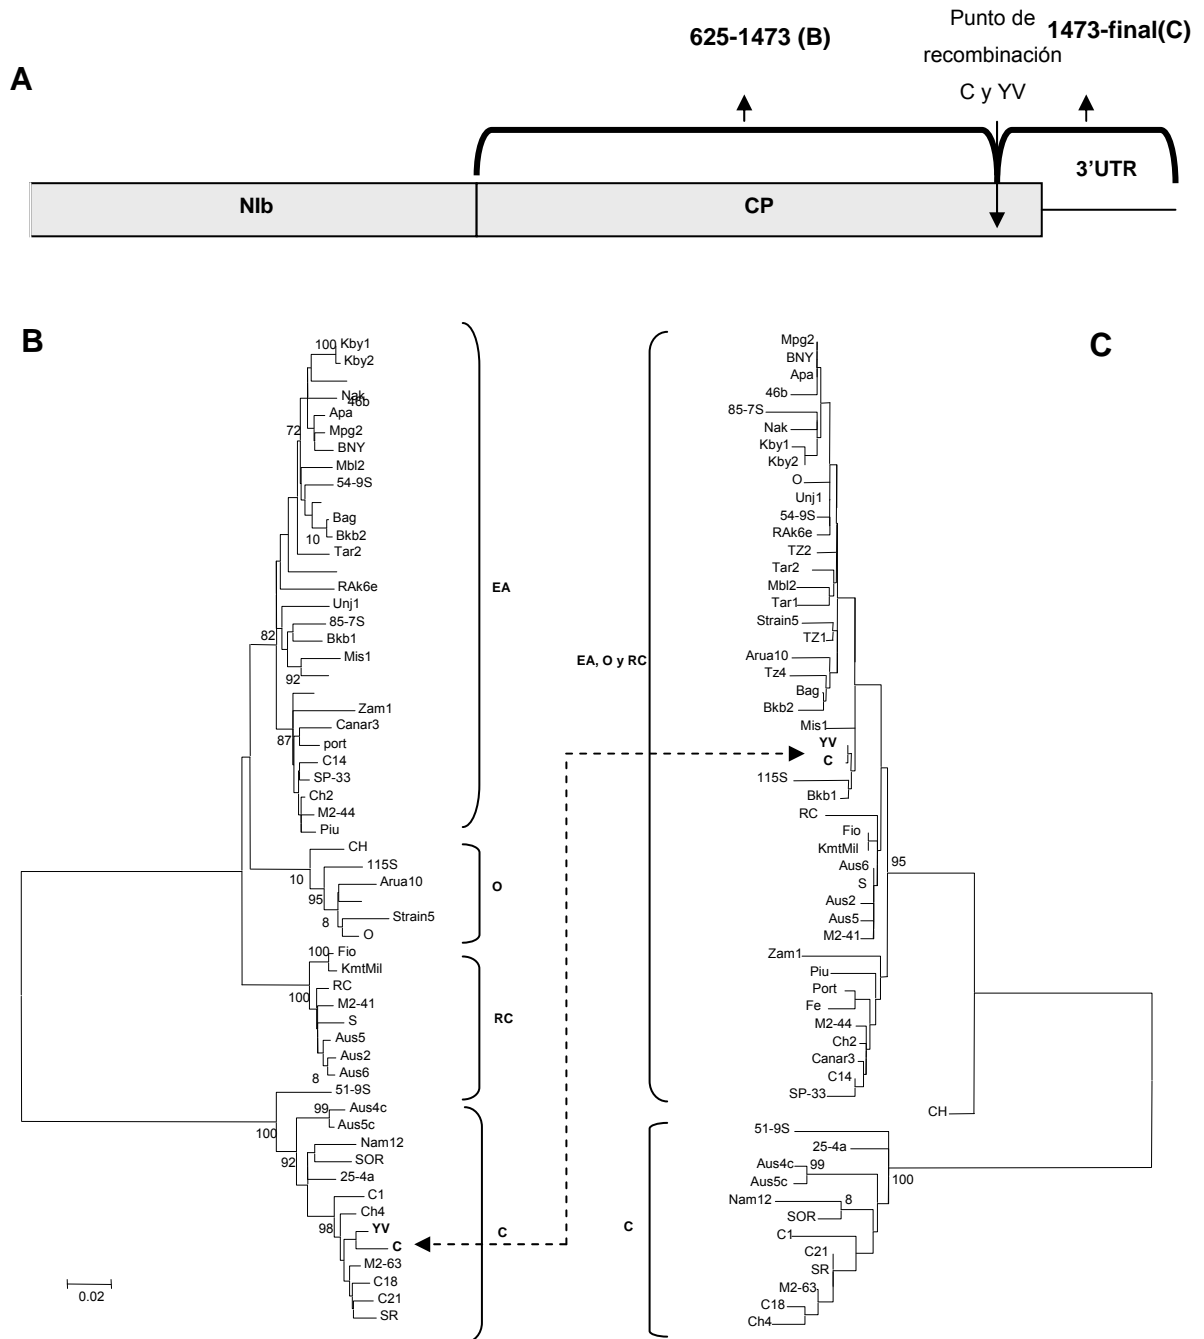 A
625-1473 (B)
Punto de
recombinación
C y YV
1473-final(C)
3’UTR
NIb
CP
B
100
Kby1
Kby2
Nak
46b
Apa
72
Mpg2
BNY
Mbl2
54-9S
Bag
Bkb2
10
Tar2
RAk6e
Unj1
85-7S
82
Bkb1
Mis1
92
Zam1
Canar3
87
port
C14
SP-33
Ch2
M2-44
Piu
EA
CH
115S
10
Arua10
95
Strain5
8
O
O
100
Fio
KmtMil
RC
100
M2-41
S
Aus5
Aus2
Aus6
8
RC
51-9S
99
Aus4c
Aus5c
100
Nam12
92
SOR
25-4a
C1
Ch4
98
YV
C
M2-63
C18
C21
SR
C
0.02
C
Mpg2
BNY
Apa
46b
85-7S
Nak
Kby1
Kby2
O
Unj1
54-9S
RAk6e
TZ2
Tar2
Mbl2
Tar1
Strain5
TZ1
EA, O y RC
Arua10
Tz4
Bag
Bkb2
Mis1
YV
C
115S
Bkb1
RC
Fio
KmtMil
95
Aus6
S
Aus2
Aus5
M2-41
Zam1
Piu
Port
Fe
M2-44
Ch2
Canar3
C14
SP-33
CH
51-9S
25-4a
Aus4c
99
Aus5c
100
Nam12
8
SOR
C
C1
C21
SR
M2-63
C18
Ch4